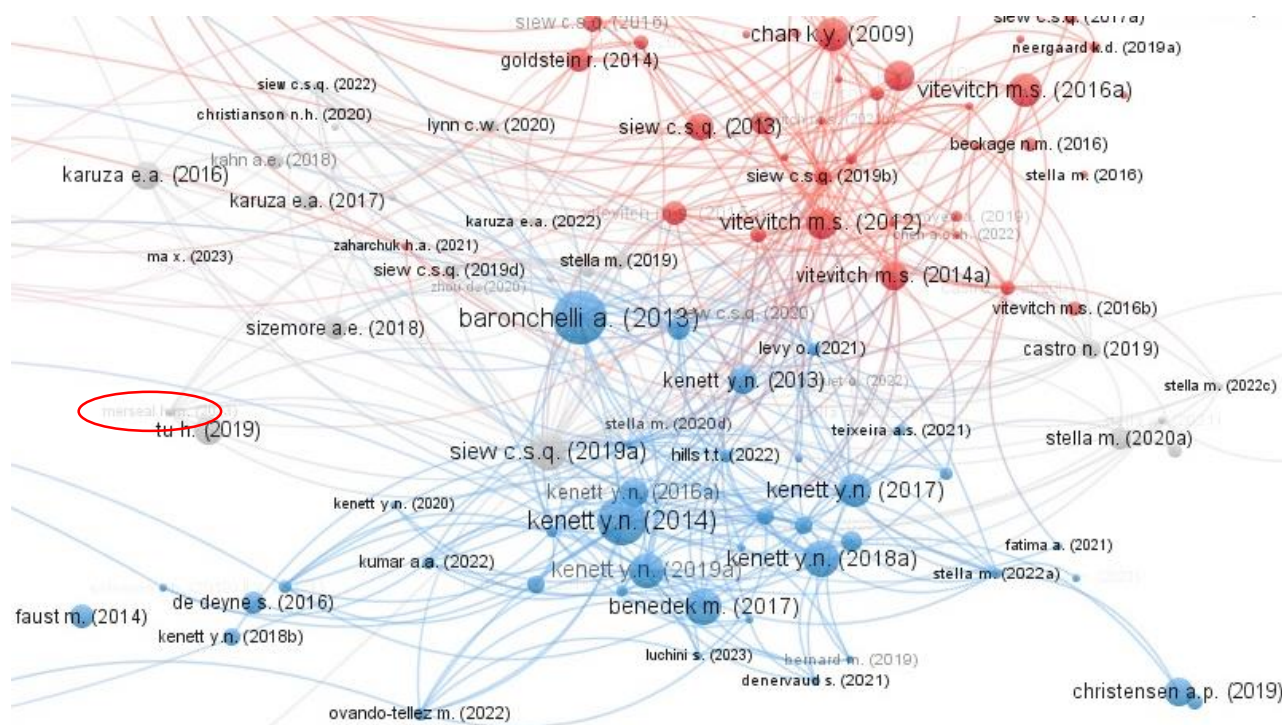 siew c.s.q. (2016)
siew c.s.q. (2017a)
chan k.y. (2009)
neergaard k.d. (2019a)
goldstein r. (2014)
siew c.s.q. (2022)
vitevitch m.s. (2016a)
christianson n.h. (2020)
lynn c.w. (2020)
siew c.s.q. (2013)
beckage n.m. (2016)
kahn a.e. (2018)
karuza e.a. (2016)
siew c.s.q. (2019b)
stella m. (2016)
karuza e.a. (2017)
karuza e.a. (2022)
vitevitch m.s. (2012)
zaharchuk h.a. (2021)
ma x. (2023)
stella m. (2019)
siew c.s.q. (2019d)
vitevitch m.s. (2014a)
zhou d. (2020)
vitevitch m.s. (2016b)
baronchelli a. (2013)
sizemore a.e. (2018)
levy o. (2021)
castro n. (2019)
kenett y.n. (2013)
stella m. (2022c)
tu h. (2019)
stella m. (2020d)
teixeira a.s. (2021)
stella m. (2020a)
siew c.s.q. (2019a)
hills t.t. (2022)
kenett y.n. (2016a)
kenett y.n. (2017)
kenett y.n. (2020)
kenett y.n. (2014)
fatima a. (2021)
kumar a.a. (2022)
kenett y.n. (2019a)
kenett y.n. (2018a)
stella m. (2022a)
de deyne s. (2016)
benedek m. (2017)
faust m. (2014)
kenett y.n. (2018b)
luchini s. (2023)
bernard m. (2019)
denervaud s. (2021)
christensen a.p. (2019)
ovando-tellez m. (2022)